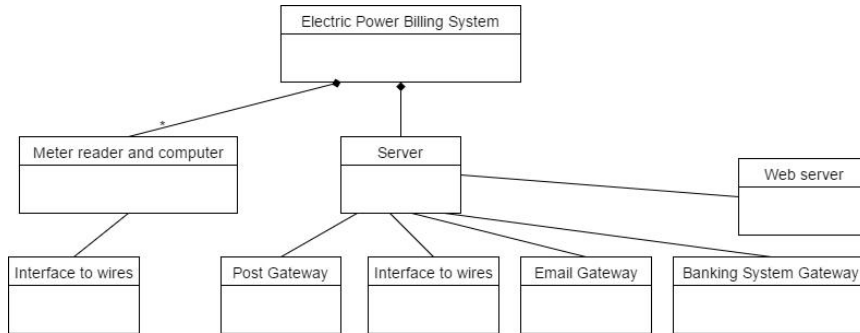 Electric Power Billing System
*
Meter reader and computer
Server
Web server
Interface to wires
Post Gateway
Interface to wires
Email Gateway
Banking System Gateway